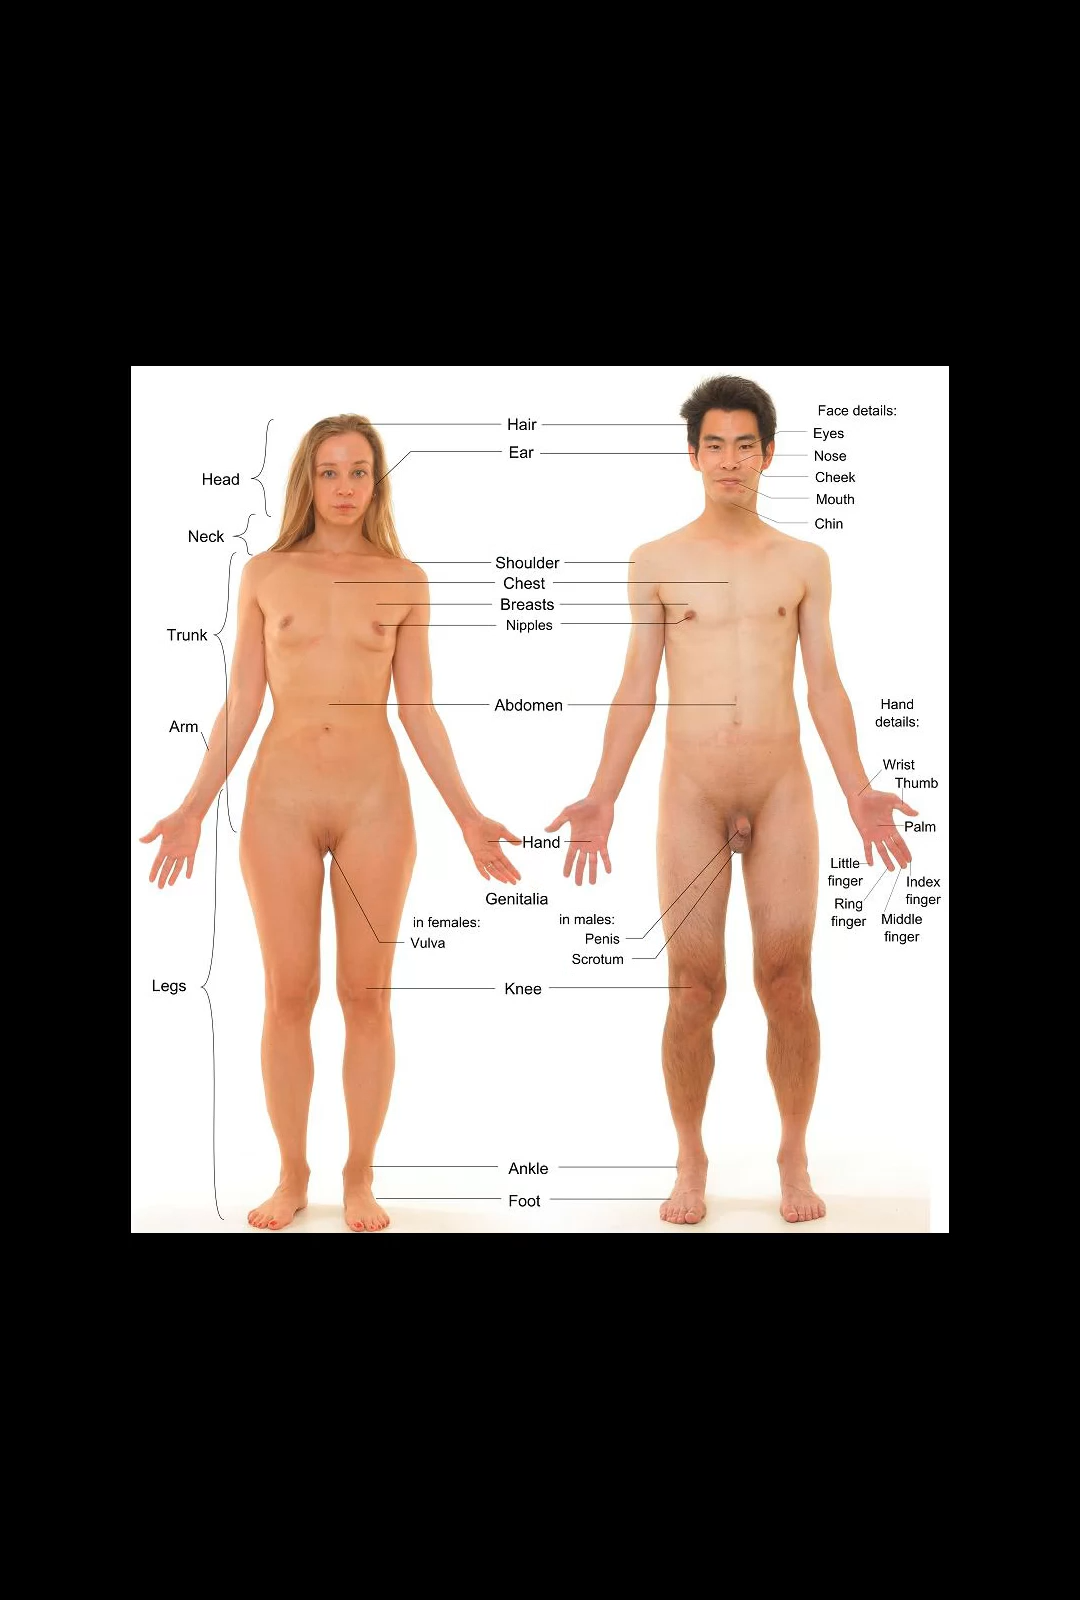 Hair
Ear
Head
Neck
Shoulder
Chest
Breasts
Nipples
Trunk
Abdomen
Arm
Hand
Genitalia
in females:
Vulva
in males:
Penis
Scrotum
Legs
Knee
Ankle
Foot
Face details:
Eyes
Nose
Cheek
Mouth
Chin
Hand
details:
Wrist
Thumb
Palm
Little
finger
Ring
finger
Middle
finger
Index
finger